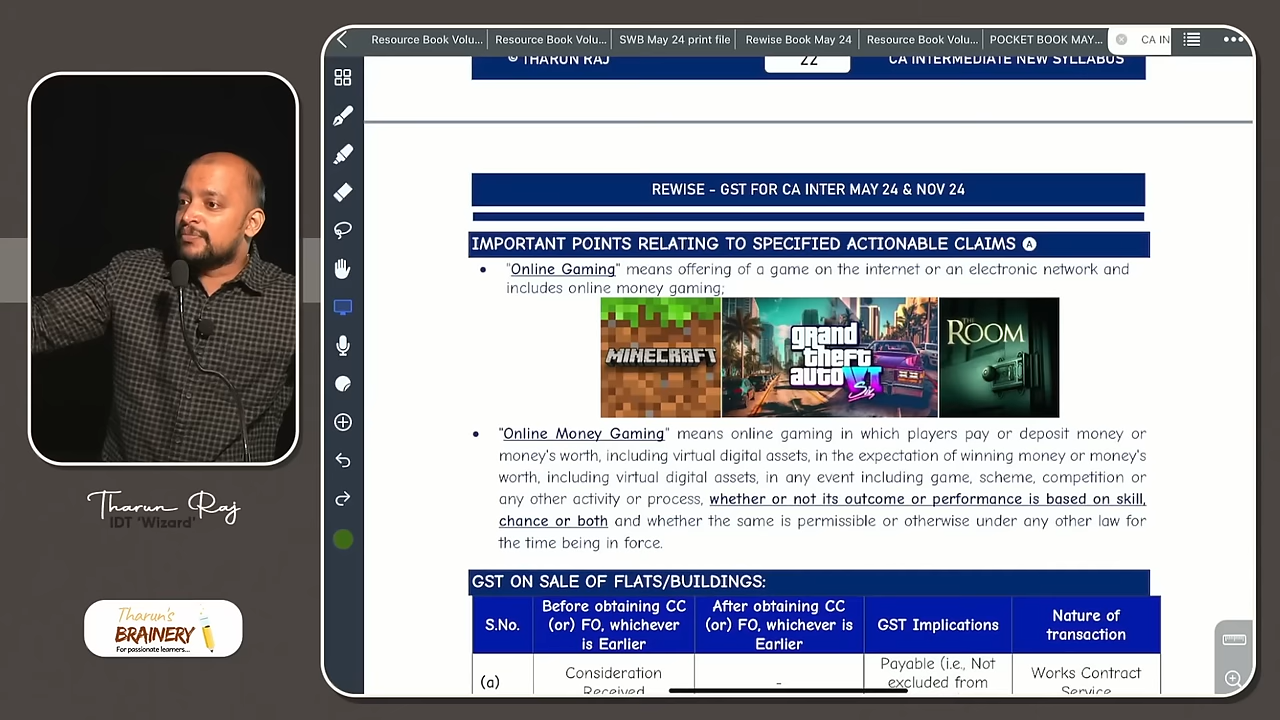 Resource Book Volu...
Resource Book Volu...
SWB May 24 print file
Rewise Book May 24
Resource Book Volu...
POCKET BOOK MAY...
CA IN
© THARUN RAJ
22
CA INTERMEDIATE NEW SYLLABUS
REWISE - GST FOR CA INTER MAY 24 & NOV 24
IMPORTANT POINTS RELATING TO SPECIFIED ACTIONABLE CLAIMS A
• "Online Gaming" means offering of a game on the internet or an electronic network and
includes online money gaming;
MINECRAFT
grand
theft
auto VI
Six
THE
ROOM
• "Online Money Gaming" means online gaming in which players pay or deposit money or
money's worth, including virtual digital assets, in the expectation of winning money or money's
worth, including virtual digital assets, in any event including game, scheme, competition or
any other activity or process, whether or not its outcome or performance is based on skill,
chance or both and whether the same is permissible or otherwise under any other law for
the time being in force.
GST ON SALE OF FLATS/BUILDINGS:
S.No.
Before obtaining CC
(or) FO, whichever
is Earlier
After obtaining CC
(or) FO, whichever is
Earlier
GST Implications
Nature of
transaction
(a)
Consideration
Received
-
Payable (i.e., Not
excluded from
Works Contract
Service
Tharun Raj
IDT 'Wizard'
Tharun's
BRAINERY
For passionate learners...